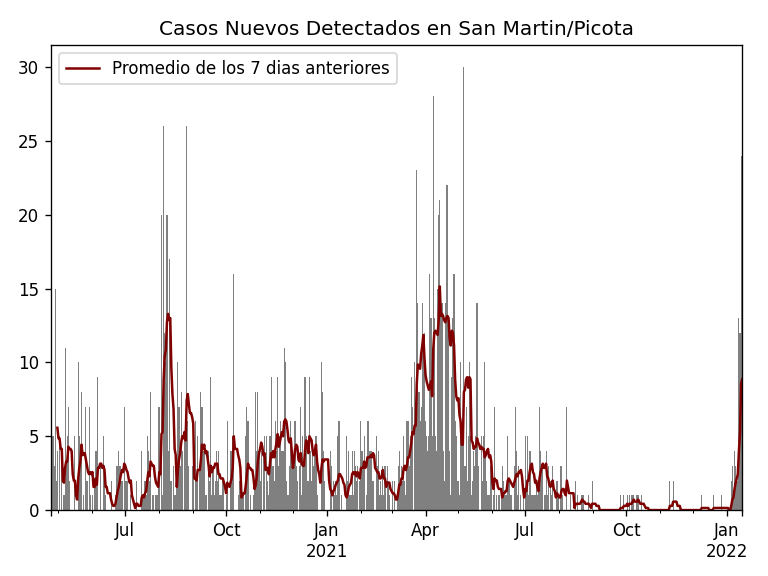 Casos Nuevos Detectados en San Martin/Picota
Promedio de los 7 dias anteriores
30
25
20
15
10
5
0
Jul
Oct
Jan
2021
Apr
Jul
Oct
Jan
2022